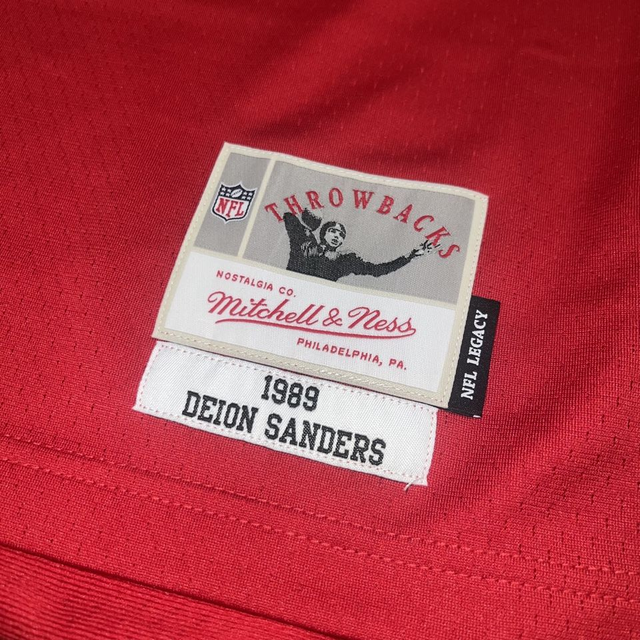 NFL
THROWBACKS
NOSTALGIA CO.
Mitchell & Ness
PHILADELPHIA, PA.
NFL LEGACY
1989
DEION SANDERS